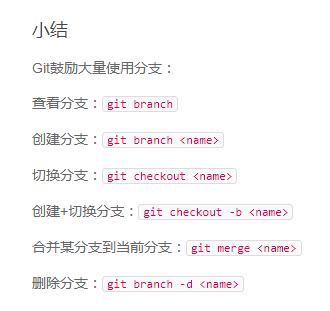 小结
Git鼓励大量使用分支：
查看分支：git branch
创建分支：git branch <name>
切换分支：git checkout <name>
创建+切换分支：git checkout -b <name>
合并某分支到当前分支：git merge <name>
删除分支：git branch -d <name>